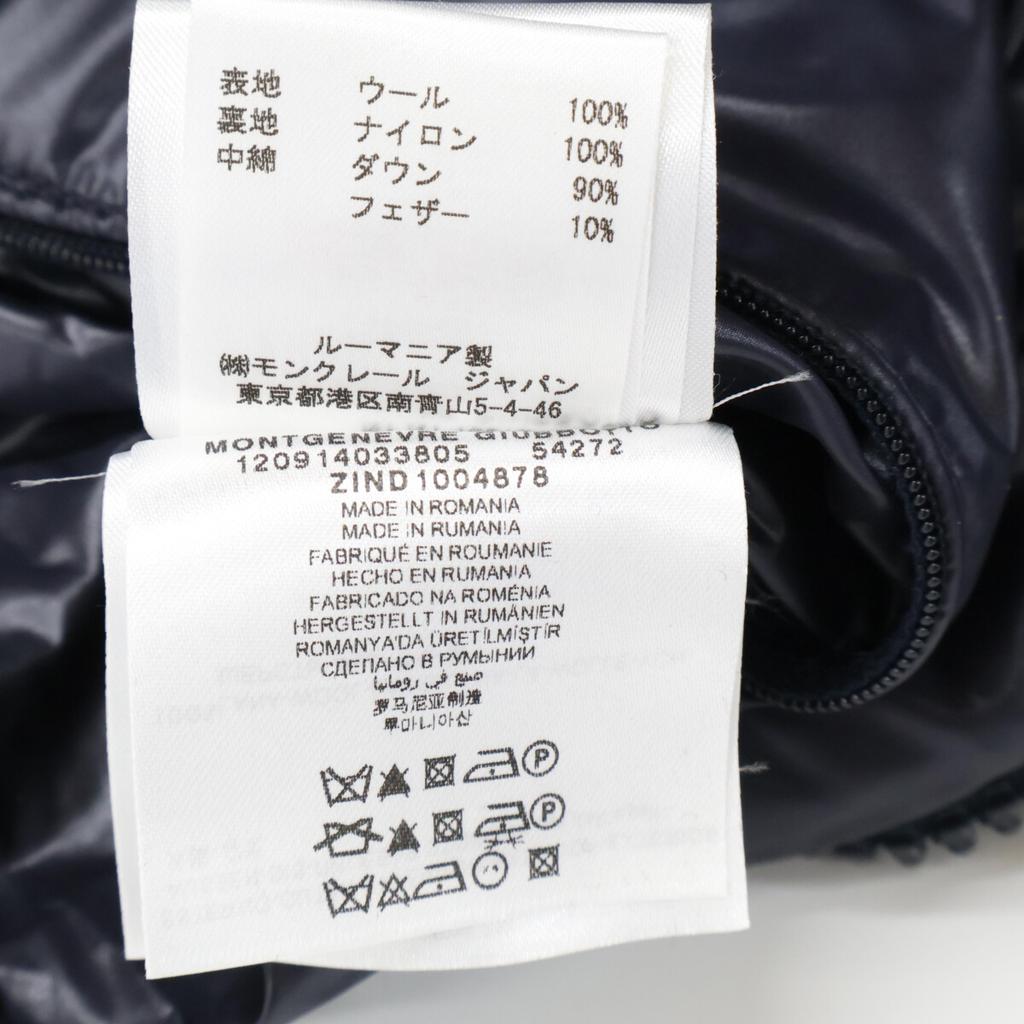 表地 ウール 100%
裏地 ナイロン 100%
中綿 ダウン 90%
フェザー 10%
ルーマニア製
㈱モンクレール ジャパン
東京都港区南青山5-4-46
MONTGENEVRE GIUBBOTTO
120914033805 54272
ZIND1004878
MADE IN ROMANIA
MADE IN RUMANIA
FABRIQUÉ EN ROUMANIE
HECHO EN RUMANIA
FABRICADO NA ROMÉNIA
HERGESTELLT IN RUMÄNIEN
ROMANYA'DA ÜRETİLMİŞTİR
СДЕЛАНО В РУМЫНИИ
صنع في رومانيا
罗马尼亚制造
루마니아산
P
P